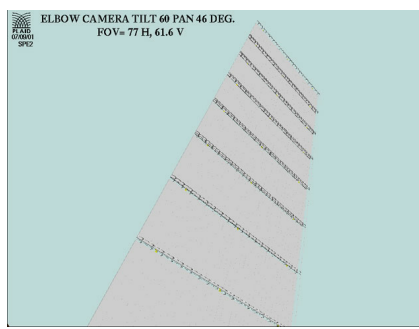 ELBOW CAMERA TILT 60 PAN 46 DEG.
FOV= 77 H, 61.6 V
PLAID
07/09/01
SPE2